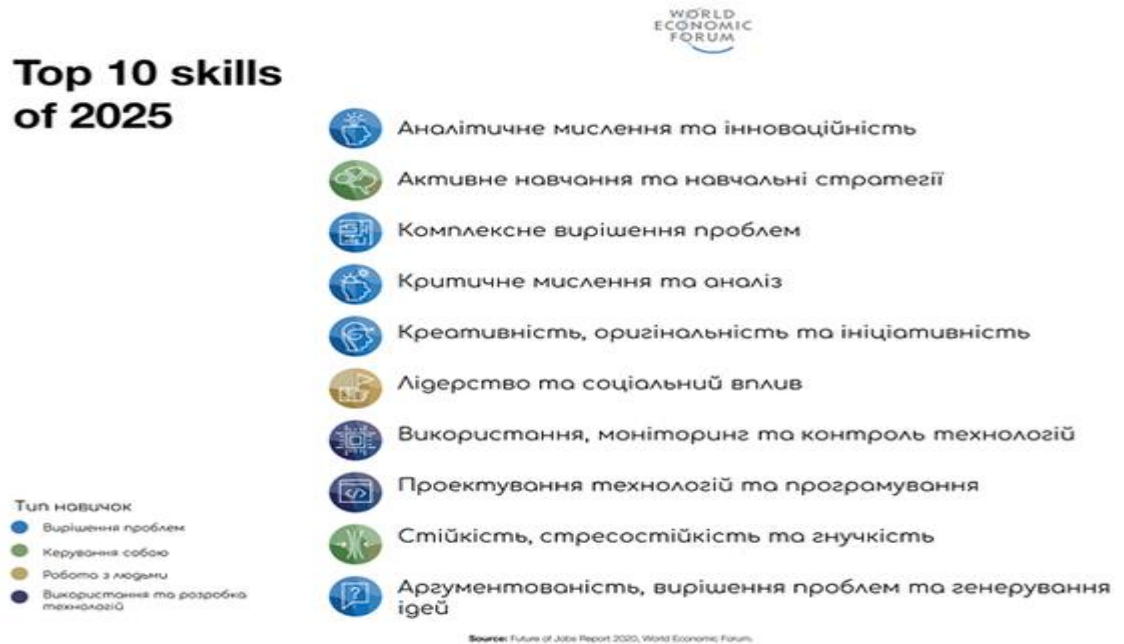 WORLD
ECONOMIC
FORUM
Top 10 skills
of 2025
Аналітичне мислення та інноваційність
Активне навчання та навчальні стратегії
Комплексне вирішення проблем
Критичне мислення та аналіз
Креативність, оригінальність та ініціативність
Лідерство та соціальний вплив
Використання, моніторинг та контроль технологій
Проектування технологій та програмування
Стійкість, стресостійкість та гнучкість
Аргументованість, вирішення проблем та генерування
ідей
Тип навичок
Вирішення проблем
Керування собою
Робота з людьми
Використання та розробка
технологій
Source: Future of Jobs Report 2020, World Economic Forum.